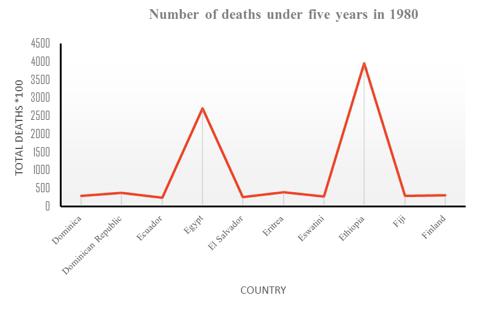 Number of deaths under five years in 1980
TOTAL DEATHS *100
4500
4000
3500
3000
2500
2000
1500
1000
500
0
Dominica
Dominican Republic
Ecuador
Egypt
El Salvador
Eritrea
Eswatini
Ethiopia
Fiji
Finland
COUNTRY